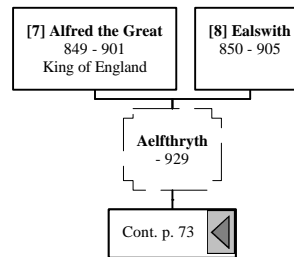 [7] Alfred the Great
849 - 901
King of England
[8] Ealswith
850 - 905
Aelfthryth
- 929
Cont. p. 73